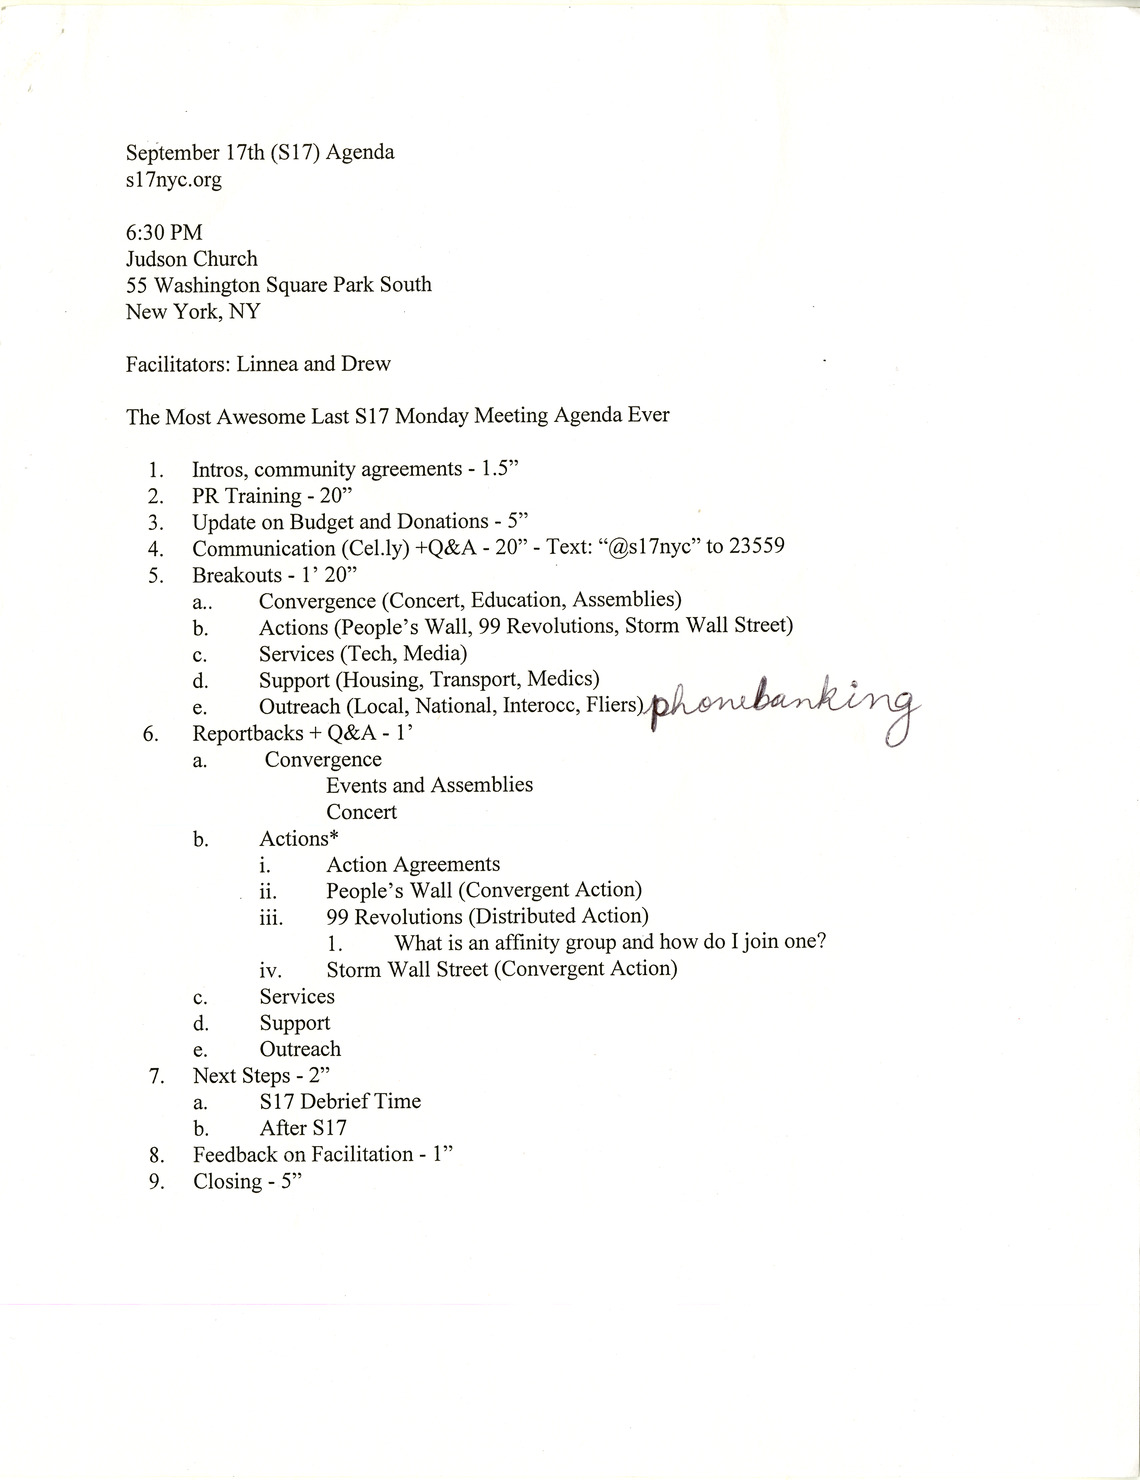 September 17th (S17) Agenda
s17nyc.org
6:30 PM
Judson Church
55 Washington Square Park South
New York, NY
Facilitators: Linnea and Drew
The Most Awesome Last S17 Monday Meeting Agenda Ever
1. Intros, community agreements - 1.5”
2. PR Training - 20”
3. Update on Budget and Donations - 5”
4. Communication (Cel.ly) +Q&A - 20” - Text: “@s17nyc” to 23559
5. Breakouts - 1’ 20”
a.. Convergence (Concert, Education, Assemblies)
b. Actions (People’s Wall, 99 Revolutions, Storm Wall Street)
c. Services (Tech, Media)
d. Support (Housing, Transport, Medics)
e. Outreach (Local, National, Interocc, Fliers) phonebanking
6. Reportbacks + Q&A - 1’
a. Convergence
Events and Assemblies
Concert
b. Actions*
i. Action Agreements
ii. People’s Wall (Convergent Action)
iii. 99 Revolutions (Distributed Action)
1. What is an affinity group and how do I join one?
iv. Storm Wall Street (Convergent Action)
c. Services
d. Support
e. Outreach
7. Next Steps - 2”
a. S17 Debrief Time
b. After S17
8. Feedback on Facilitation - 1”
9. Closing - 5”